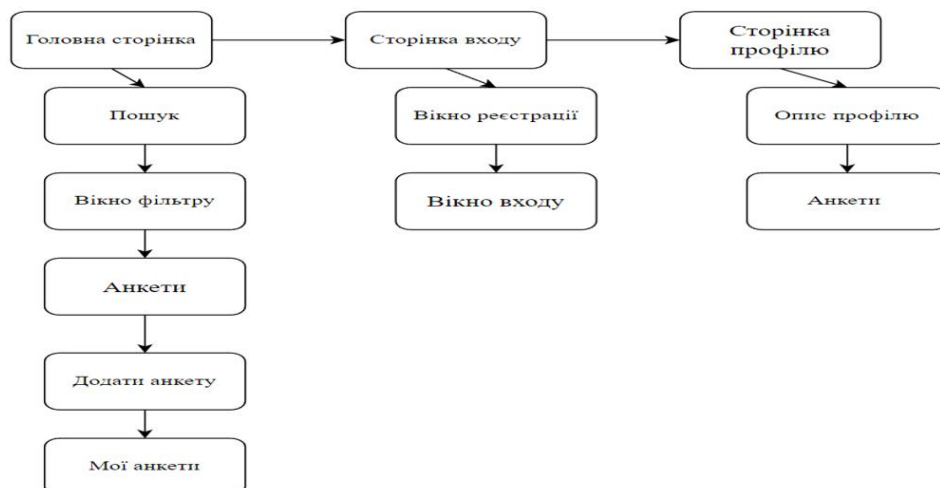 Головна сторінка
Сторінка входу
Сторінка
профілю
Пошук
Вікно реєстрації
Опис профілю
Вікно фільтру
Вікно входу
Анкети
Анкети
Додати анкету
Мої анкети